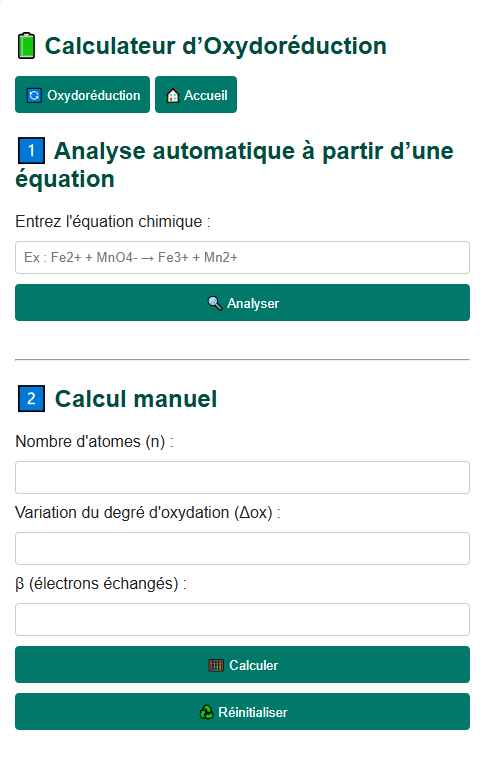 Calculateur d’Oxydoréduction
Oxydoréduction Accueil
1 Analyse automatique à partir d’une
équation
Entrez l'équation chimique :
Ex : Fe2+ + MnO4- → Fe3+ + Mn2+
Analyser
2 Calcul manuel
Nombre d'atomes (n) :
Variation du degré d'oxydation (Δox) :
β (électrons échangés) :
Calculer
Réinitialiser